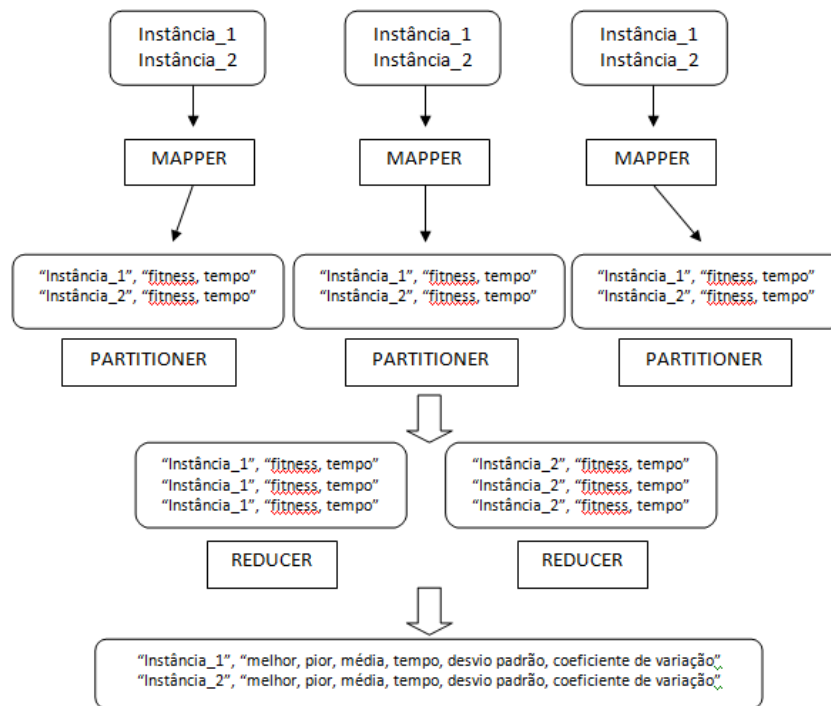 Instância_1
Instância_2
Instância_1
Instância_2
Instância_1
Instância_2
MAPPER
MAPPER
MAPPER
“Instância_1”, “fitness, tempo”
“Instância_2”, “fitness, tempo”
“Instância_1”, “fitness, tempo”
“Instância_2”, “fitness, tempo”
“Instância_1”, “fitness, tempo”
“Instância_2”, “fitness, tempo”
PARTITIONER
PARTITIONER
PARTITIONER
“Instância_1”, “fitness, tempo”
“Instância_1”, “fitness, tempo”
“Instância_1”, “fitness, tempo”
“Instância_2”, “fitness, tempo”
“Instância_2”, “fitness, tempo”
“Instância_2”, “fitness, tempo”
REDUCER
REDUCER
“Instância_1”, “melhor, pior, média, tempo, desvio padrão, coeficiente de variação”
“Instância_2”, “melhor, pior, média, tempo, desvio padrão, coeficiente de variação”